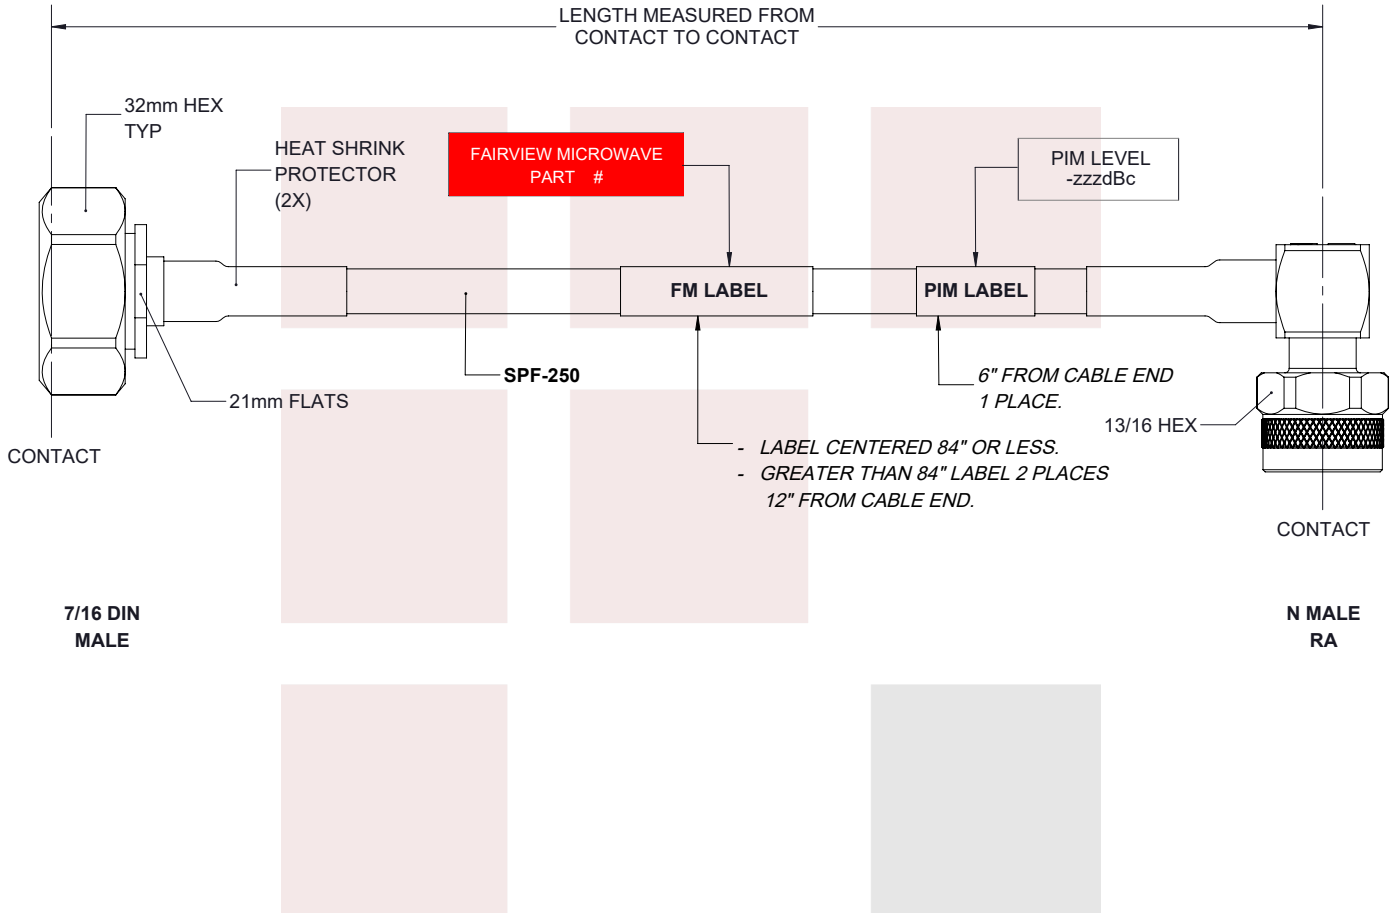 LENGTH MEASURED FROM
CONTACT TO CONTACT
32mm HEX
TYP
HEAT SHRINK
PROTECTOR
(2X)
FAIRVIEW MICROWAVE
PART #
PIM LEVEL
-zzzdBc
FM LABEL
PIM LABEL
SPF-250
21mm FLATS
6" FROM CABLE END
1 PLACE.
13/16 HEX
- LABEL CENTERED 84" OR LESS.
- GREATER THAN 84" LABEL 2 PLACES
12" FROM CABLE END.
CONTACT
CONTACT
7/16 DIN
MALE
N MALE
RA